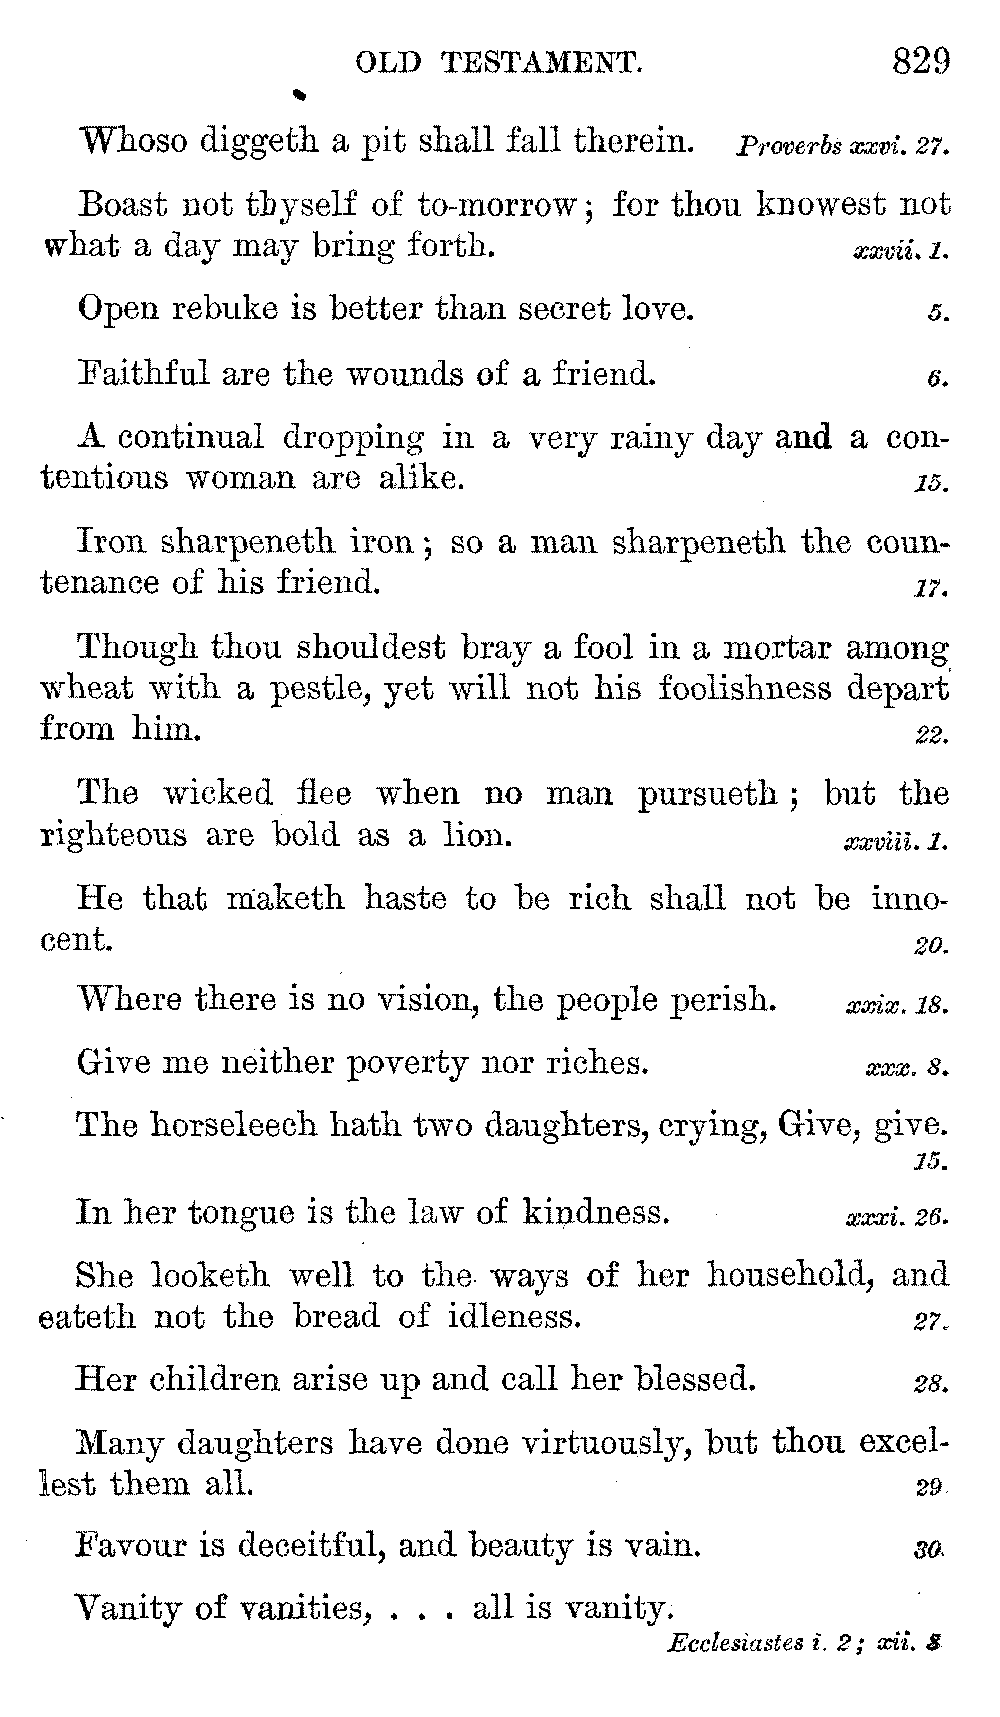 OLD TESTAMENT. 829
Whoso diggeth a pit shall fall therein. Proverbs xxvi. 27.
Boast not thyself of to-morrow; for thou knowest not
what a day may bring forth. xxvii. 1.
Open rebuke is better than secret love. 5.
Faithful are the wounds of a friend. 6.
A continual dropping in a very rainy day and a con-
tentious woman are alike. 15.
Iron sharpeneth iron; so a man sharpeneth the coun-
tenance of his friend. 17.
Though thou shouldest bray a fool in a mortar among
wheat with a pestle, yet will not his foolishness depart
from him. 22.
The wicked flee when no man pursueth; but the
righteous are bold as a lion. xxviii. 1.
He that maketh haste to be rich shall not be inno-
cent. 20.
Where there is no vision, the people perish. xxix. 18.
Give me neither poverty nor riches. xxx. 8.
The horseleech hath two daughters, crying, Give, give.
15.
In her tongue is the law of kindness. xxxi. 26.
She looketh well to the ways of her household, and
eateth not the bread of idleness. 27.
Her children arise up and call her blessed. 28.
Many daughters have done virtuously, but thou excel-
lest them all. 29.
Favour is deceitful, and beauty is vain. 30.
Vanity of vanities, . . . all is vanity.
Ecclesiastes i. 2; xii. 8